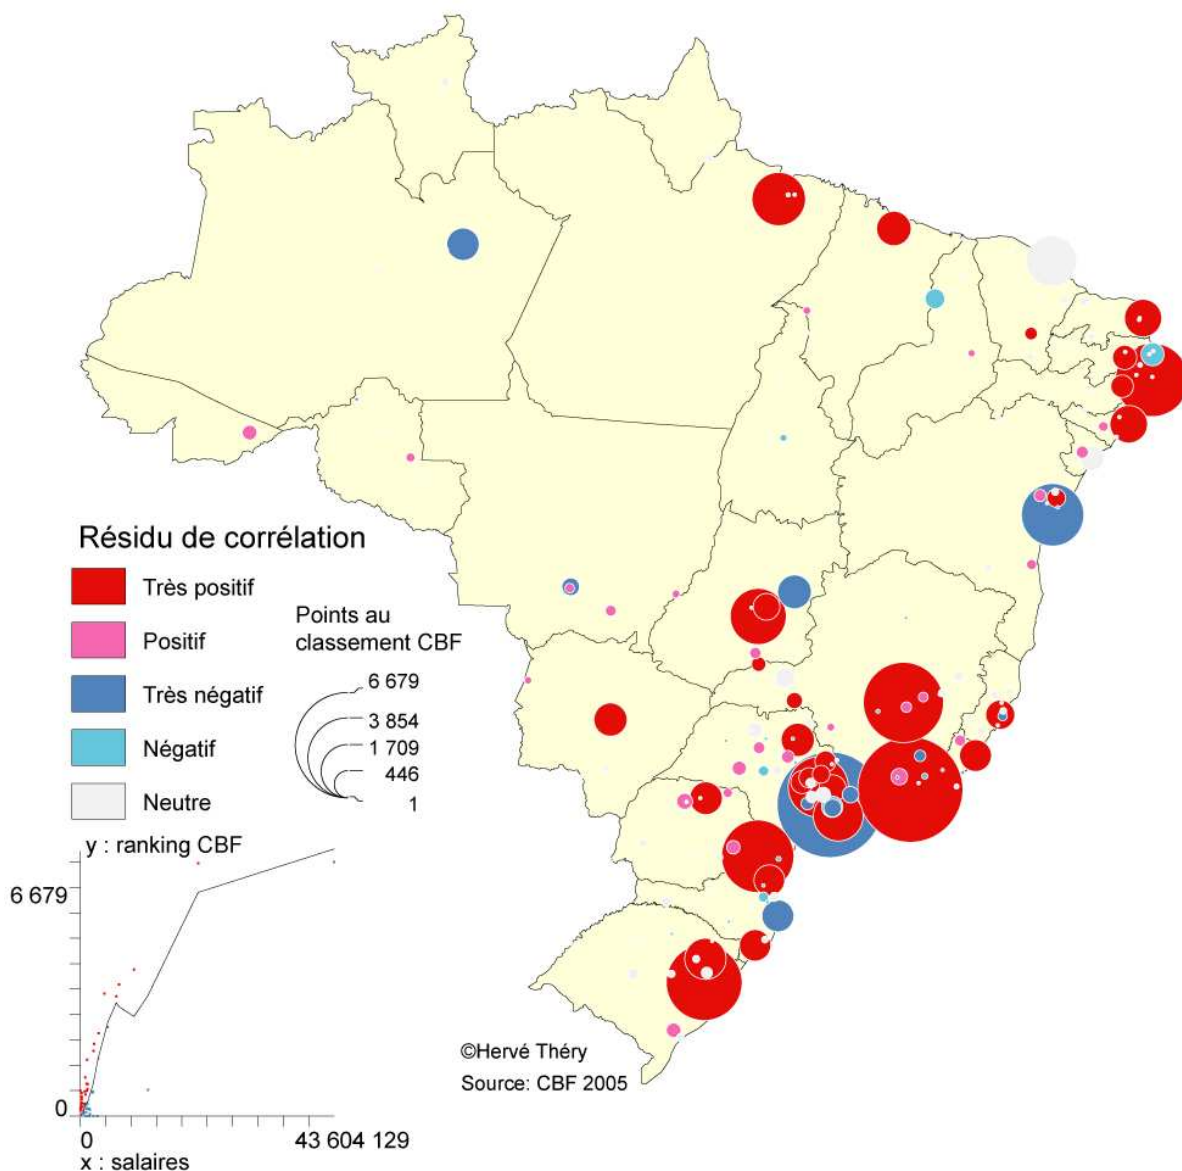 Résidu de corrélation
Très positif
Positif
Très négatif
Négatif
Neutre
Points au
classement CBF
6 679
3 854
1 709
446
1
y : ranking CBF
6 679
0
0
43 604 129
x : salaires
©Hervé Théry
Source: CBF 2005